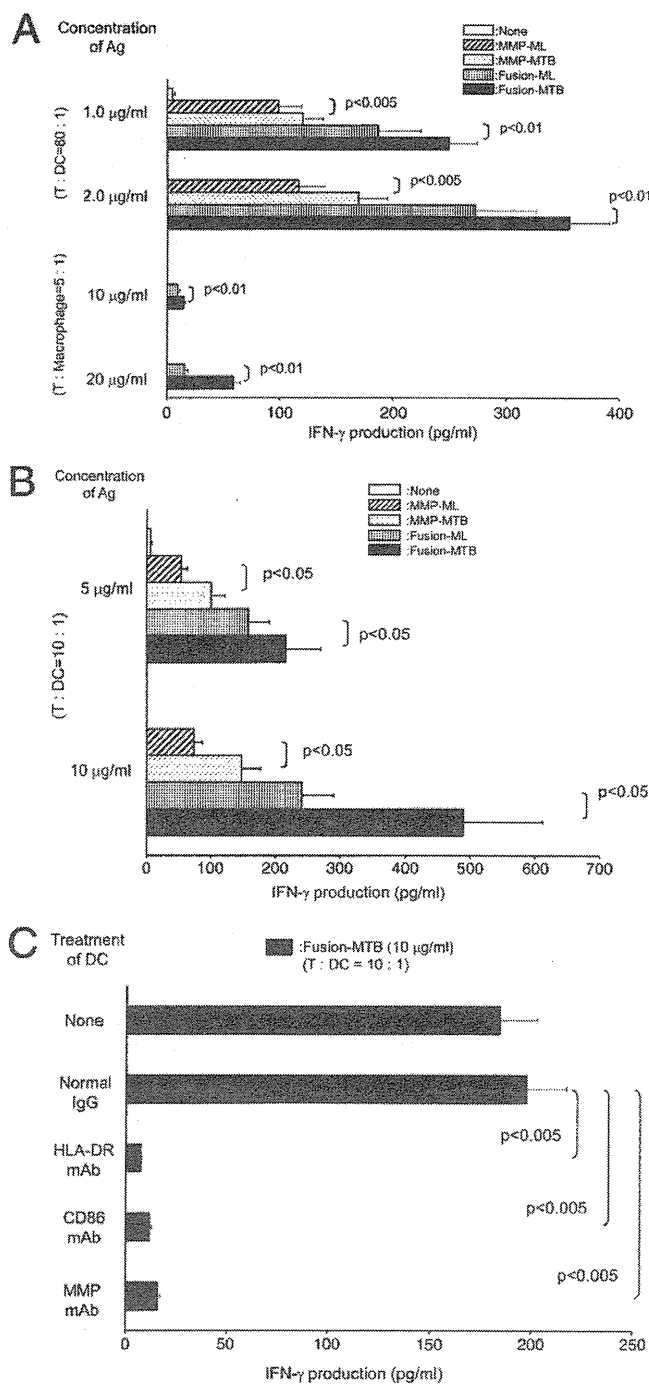 A
Concentration
of Ag
:None
:MMP-ML
:MMP-MTB
:Fusion-ML
:Fusion-MTB
(T : DC=80 : 1)
1.0 μg/ml
p<0.005
p<0.01
2.0 μg/ml
p<0.005
p<0.01
(T : Macrophage=5 : 1)
10 μg/ml
p<0.01
20 μg/ml
p<0.01
0 100 200 300 400
IFN-γ production (pg/ml)
B
Concentration
of Ag
:None
:MMP-ML
:MMP-MTB
:Fusion-ML
:Fusion-MTB
(T : DC=10 : 1)
5 μg/ml
p<0.05
p<0.05
10 μg/ml
p<0.05
p<0.05
0 100 200 300 400 500 600 700
IFN-γ production (pg/ml)
C
Treatment
of DC
:Fusion-MTB (10 μg/ml)
(T : DC = 10 : 1)
None
Normal
IgG
HLA-DR
mAb
CD86
mAb
MMP
mAb
p<0.005
p<0.005
p<0.005
0 50 100 150 200 250
IFN-γ production (pg/ml)